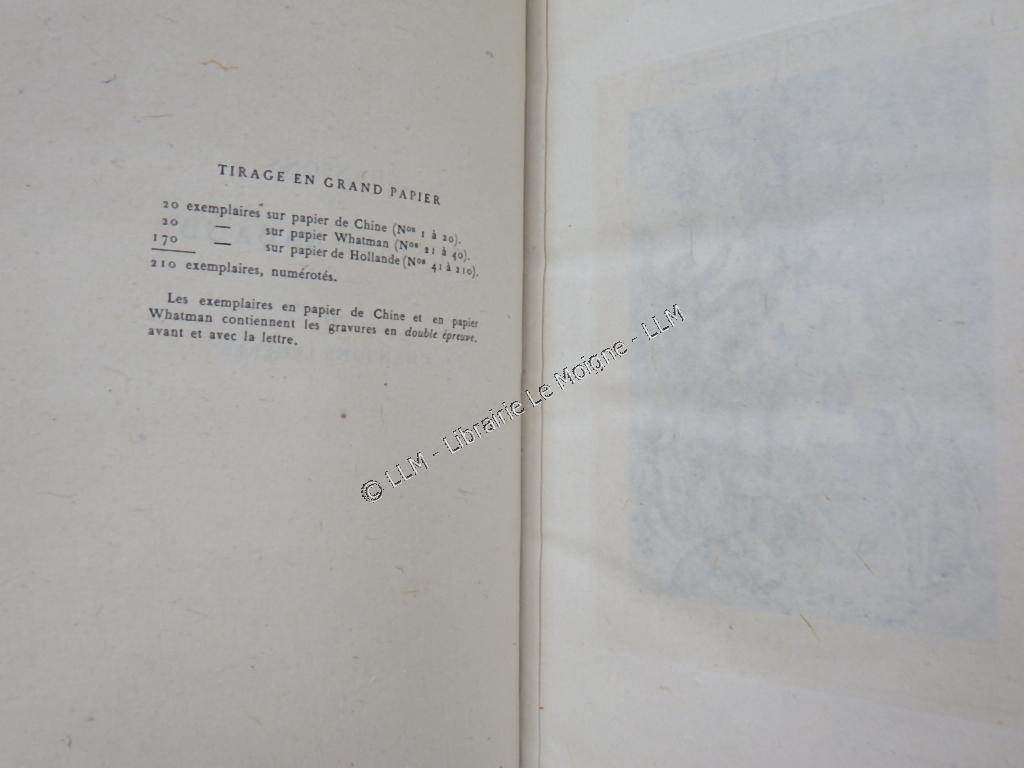 TIRAGE EN GRAND PAPIER
20 exemplaires sur papier de Chine (Nos 1 à 20).
20 — sur papier Whatman (Nos 21 à 40).
170 — sur papier de Hollande (Nos 41 à 210).
210 exemplaires, numérotés.
Les exemplaires en papier de Chine et en papier
Whatman contiennent les gravures en double épreuve,
avant et avec la lettre.
© LLM - Librairie Le Moigne - LLM